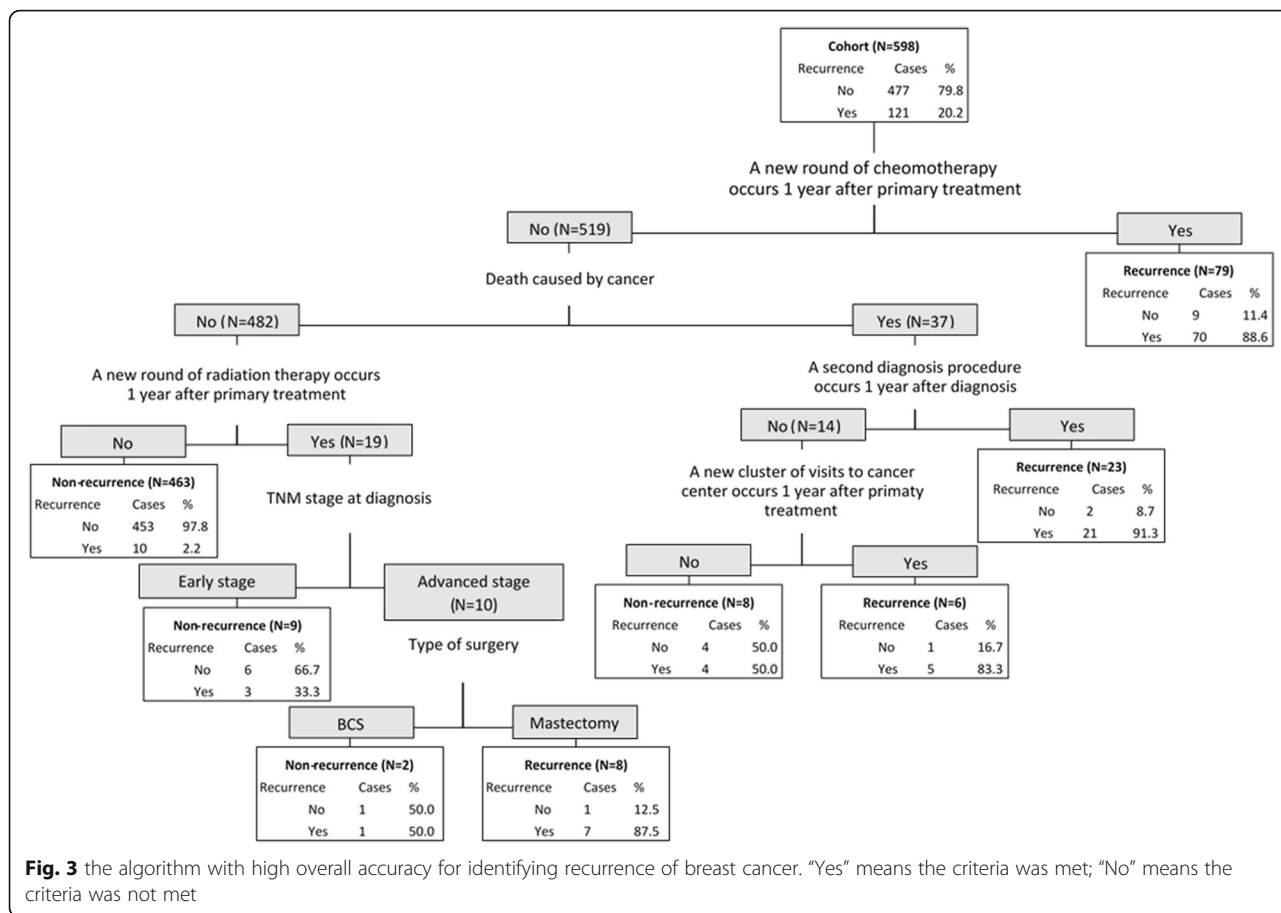 Cohort (N=598)
Recurrence Cases %
No 477 79.8
Yes 121 20.2
A new round of cheomotherapy
occurs 1 year after primary treatment
No (N=519)
Yes
Recurrence (N=79)
Recurrence Cases %
No 9 11.4
Yes 70 88.6
Death caused by cancer
No (N=482)
Yes (N=37)
A new round of radiation therapy occurs
1 year after primary treatment
A second diagnosis procedure
occurs 1 year after diagnosis
No
Yes (N=19)
No (N=14)
Yes
Non-recurrence (N=463)
Recurrence Cases %
No 453 97.8
Yes 10 2.2
TNM stage at diagnosis
A new cluster of visits to cancer
center occurs 1 year after primaty
treatment
Recurrence (N=23)
Recurrence Cases %
No 2 8.7
Yes 21 91.3
Early stage
Advanced stage
(N=10)
No
Yes
Non-recurrence (N=9)
Recurrence Cases %
No 6 66.7
Yes 3 33.3
Type of surgery
Non-recurrence (N=8)
Recurrence Cases %
No 4 50.0
Yes 4 50.0
Recurrence (N=6)
Recurrence Cases %
No 1 16.7
Yes 5 83.3
BCS
Mastectomy
Non-recurrence (N=2)
Recurrence Cases %
No 1 50.0
Yes 1 50.0
Recurrence (N=8)
Recurrence Cases %
No 1 12.5
Yes 7 87.5
Fig. 3 the algorithm with high overall accuracy for identifying recurrence of breast cancer. “Yes” means the criteria was met; “No” means the
criteria was not met